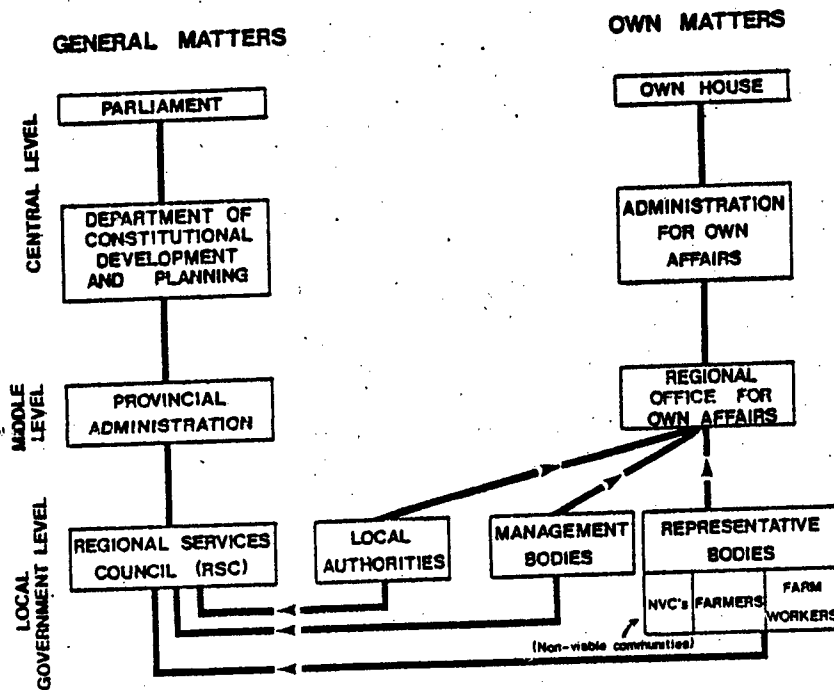 GENERAL MATTERS
OWN MATTERS
CENTRAL LEVEL
PARLIAMENT
OWN HOUSE
DEPARTMENT OF
CONSTITUTIONAL
DEVELOPMENT
AND PLANNING
ADMINISTRATION
FOR OWN
AFFAIRS
MIDDLE
LEVEL
PROVINCIAL
ADMINISTRATION
REGIONAL
OFFICE FOR
OWN AFFAIRS
LOCAL
GOVERNMENT LEVEL
REGIONAL SERVICES
COUNCIL (RSC)
LOCAL
AUTHORITIES
MANAGEMENT
BODIES
REPRESENTATIVE
BODIES
NVC's
FARMERS
FARM
WORKERS
(Non-viable communities)